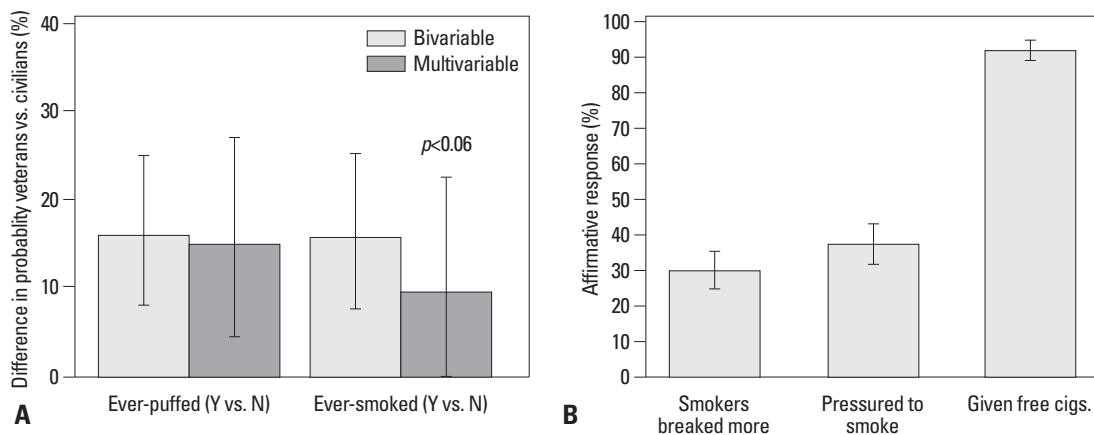 Difference in probablity veterans vs. civilians (%)
40
30
20
10
0
Bivariable
Multivariable
p<0.06
Ever-puffed (Y vs. N)
Ever-smoked (Y vs. N)
A
Affirmative response (%)
100
90
80
70
60
50
40
30
20
10
0
Smokers
breaked more
Pressured to
smoke
Given free cigs.
B